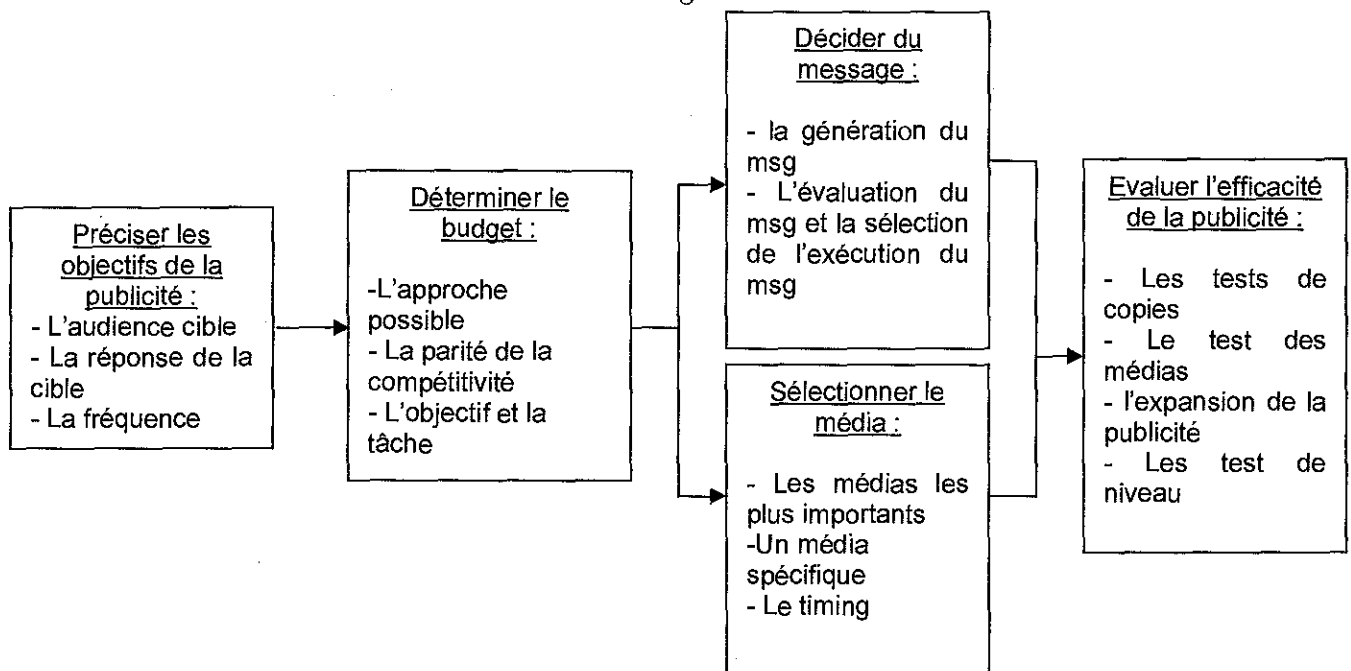 Préciser les
objectifs de la
publicité :
- L'audience cible
- La réponse de la
cible
- La fréquence
Déterminer le
budget :
-L'approche
possible
- La parité de la
compétitivité
- L'objectif et la
tâche
Décider du
message :
- la génération du
msg
- L'évaluation du
msg et la sélection
de l'exécution du
msg
Sélectionner le
média :
- Les médias les
plus importants
-Un média
spécifique
- Le timing
Evaluer l'efficacité
de la publicité :
- Les tests de
copies
- Le test des
médias
- l'expansion de la
publicité
- Les test de
niveau